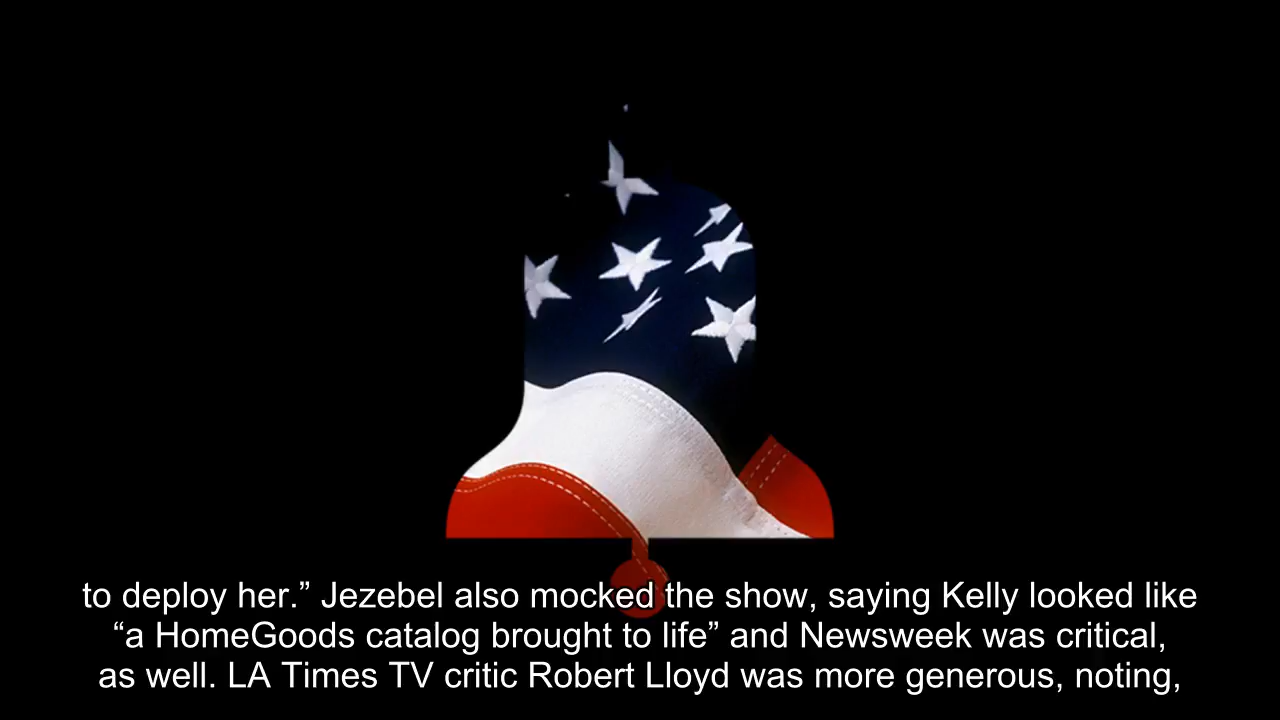 to deploy her.” Jezebel also mocked the show, saying Kelly looked like
“a HomeGoods catalog brought to life” and Newsweek was critical,
as well. LA Times TV critic Robert Lloyd was more generous, noting,